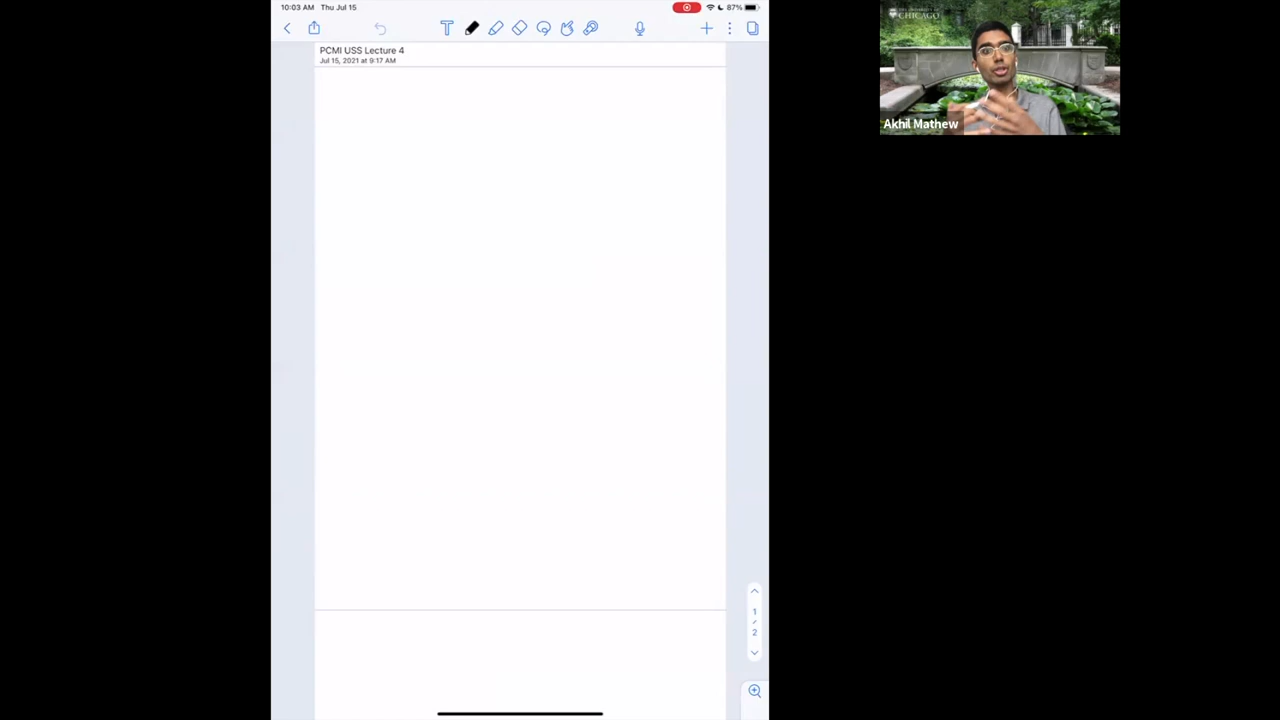 10:03 AM Thu Jul 15
87%
T
PCMI USS Lecture 4
Jul 15, 2021 at 9:17 AM
1
/
2
CHICAGO
Akhil Mathew